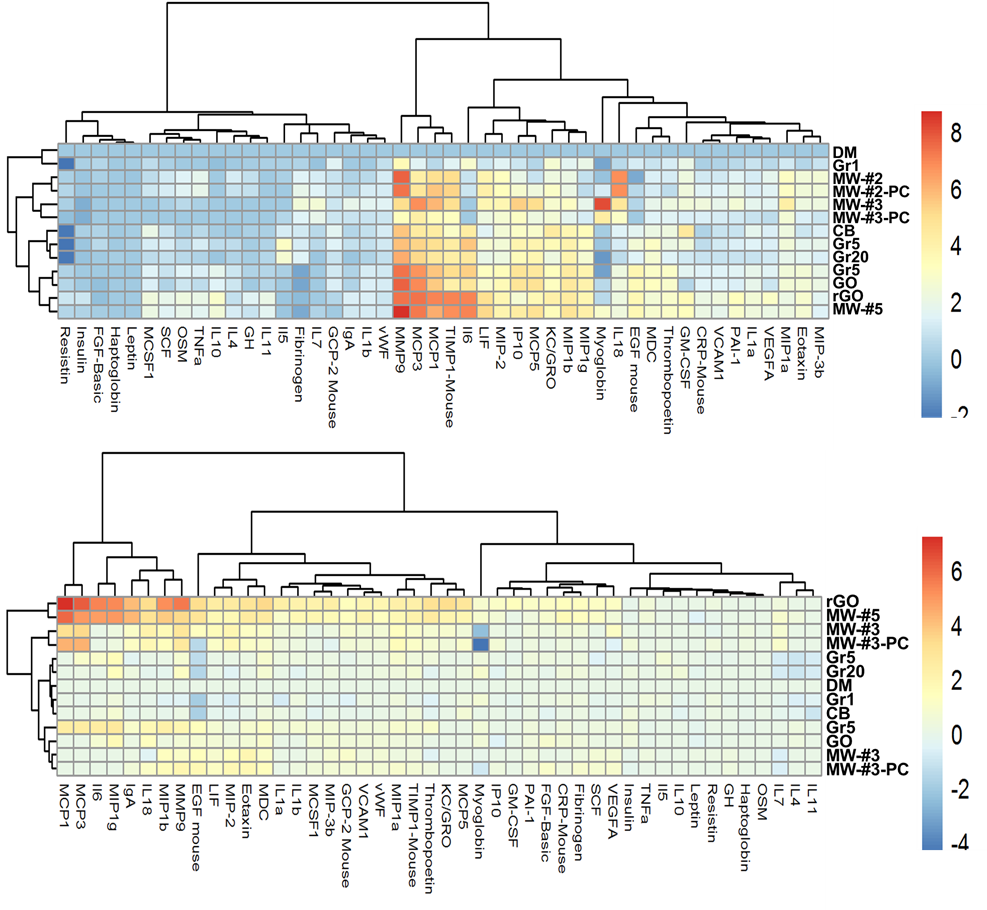 DM
Gr1
MW-#2
MW-#2-PC
MW-#3
MW-#3-PC
CB
Gr5
Gr20
Gr5
GO
rGO
MW-#5
8
6
4
2
0
-2
Resistin
Insulin
FGF-Basic
Haptoglobin
Leptin
MCSF1
SCF
OSM
TNFa
IL10
IL4
GH
IL11
Il5
Fibrinogen
IL7
GCP-2 Mouse
IgA
IL1b
vWF
MMP9
MCP3
MCP1
TIMP1-Mouse
Il6
LIF
MIP-2
IP10
MCP5
KC/GRO
MIP1b
MIP1g
Myoglobin
IL18
EGF mouse
MDC
Thrombopoetin
GM-CSF
CRP-Mouse
VCAM1
PAI-1
IL1a
VEGFA
MIP1a
Eotaxin
MIP-3b
rGO
MW-#5
MW-#3
MW-#3-PC
Gr5
Gr20
DM
Gr1
CB
Gr5
GO
MW-#3
MW-#3-PC
6
4
2
0
-2
-4
MCP1
MCP3
Il6
MIP1g
IgA
IL18
MIP1b
MMP9
EGF mouse
LIF
MIP-2
Eotaxin
MDC
IL1a
IL1b
MCSF1
MIP-3b
GCP-2 Mouse
VCAM1
vWF
MIP1a
TIMP1-Mouse
Thrombopoetin
KC/GRO
MCP5
Myoglobin
IP10
GM-CSF
PAI-1
FGF-Basic
CRP-Mouse
Fibrinogen
SCF
VEGFA
Insulin
TNFa
Il5
IL10
Leptin
Resistin
GH
Haptoglobin
OSM
IL7
IL4
IL11